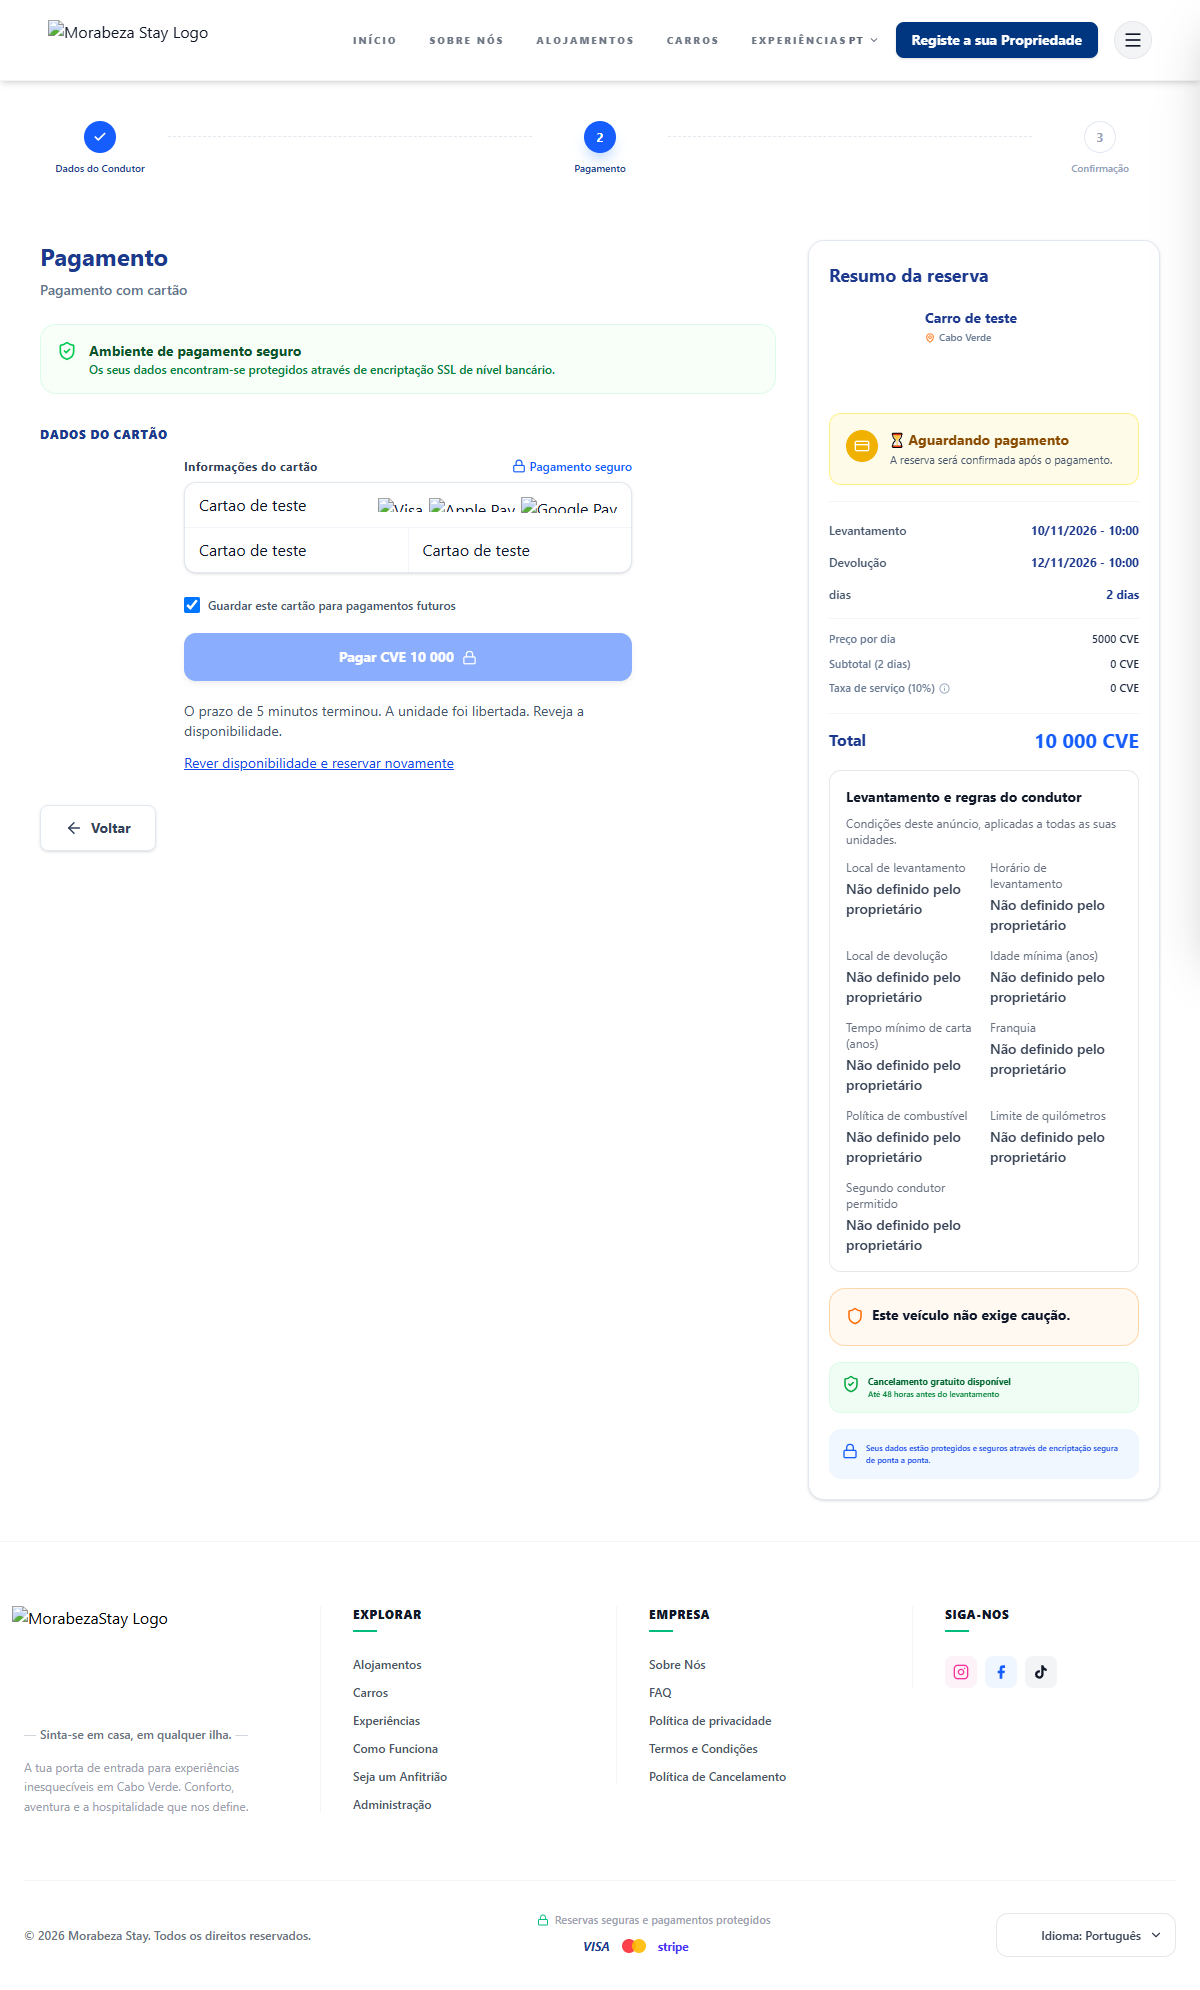 Morabeza Stay Logo
INÍCIO
SOBRE NÓS
ALOJAMENTOS
CARROS
EXPERIÊNCIAS
PT
Registe a sua Propriedade
Dados do Condutor
2
Pagamento
3
Confirmação
Pagamento
Pagamento com cartão
Ambiente de pagamento seguro
Os seus dados encontram-se protegidos através de encriptação SSL de nível bancário.
DADOS DO CARTÃO
Informações do cartão
Pagamento seguro
Cartao de teste
Visa
Apple Pay
Google Pay
Cartao de teste
Cartao de teste
Guardar este cartão para pagamentos futuros
Pagar CVE 10 000
O prazo de 5 minutos terminou. A unidade foi libertada. Reveja a
disponibilidade.
Rever disponibilidade e reservar novamente
Voltar
Resumo da reserva
Carro de teste
Cabo Verde
⏳ Aguardando pagamento
A reserva será confirmada após o pagamento.
Levantamento 10/11/2026 - 10:00
Devolução 12/11/2026 - 10:00
dias 2 dias
Preço por dia 5000 CVE
Subtotal (2 dias) 0 CVE
Taxa de serviço (10%) 0 CVE
Total 10 000 CVE
Levantamento e regras do condutor
Condições deste anúncio, aplicadas a todas as suas
unidades.
Local de levantamento
Não definido pelo
proprietário
Horário de
levantamento
Não definido pelo
proprietário
Local de devolução
Não definido pelo
proprietário
Idade mínima (anos)
Não definido pelo
proprietário
Tempo mínimo de carta
(anos)
Não definido pelo
proprietário
Franquia
Não definido pelo
proprietário
Política de combustível
Não definido pelo
proprietário
Limite de quilómetros
Não definido pelo
proprietário
Segundo condutor
permitido
Não definido pelo
proprietário
Este veículo não exige caução.
Cancelamento gratuito disponível
Até 48 horas antes do levantamento
Seus dados estão protegidos e seguros através de encriptação segura
de ponta a ponta.
MorabezaStay Logo
— Sinta-se em casa, em qualquer ilha. —
A tua porta de entrada para experiências
inesquecíveis em Cabo Verde. Conforto,
aventura e a hospitalidade que nos define.
EXPLORAR
Alojamentos
Carros
Experiências
Como Funciona
Seja um Anfitrião
Administração
EMPRESA
Sobre Nós
FAQ
Política de privacidade
Termos e Condições
Política de Cancelamento
SIGA-NOS
© 2026 Morabeza Stay. Todos os direitos reservados.
Reservas seguras e pagamentos protegidos
VISA
stripe
Idioma: Português